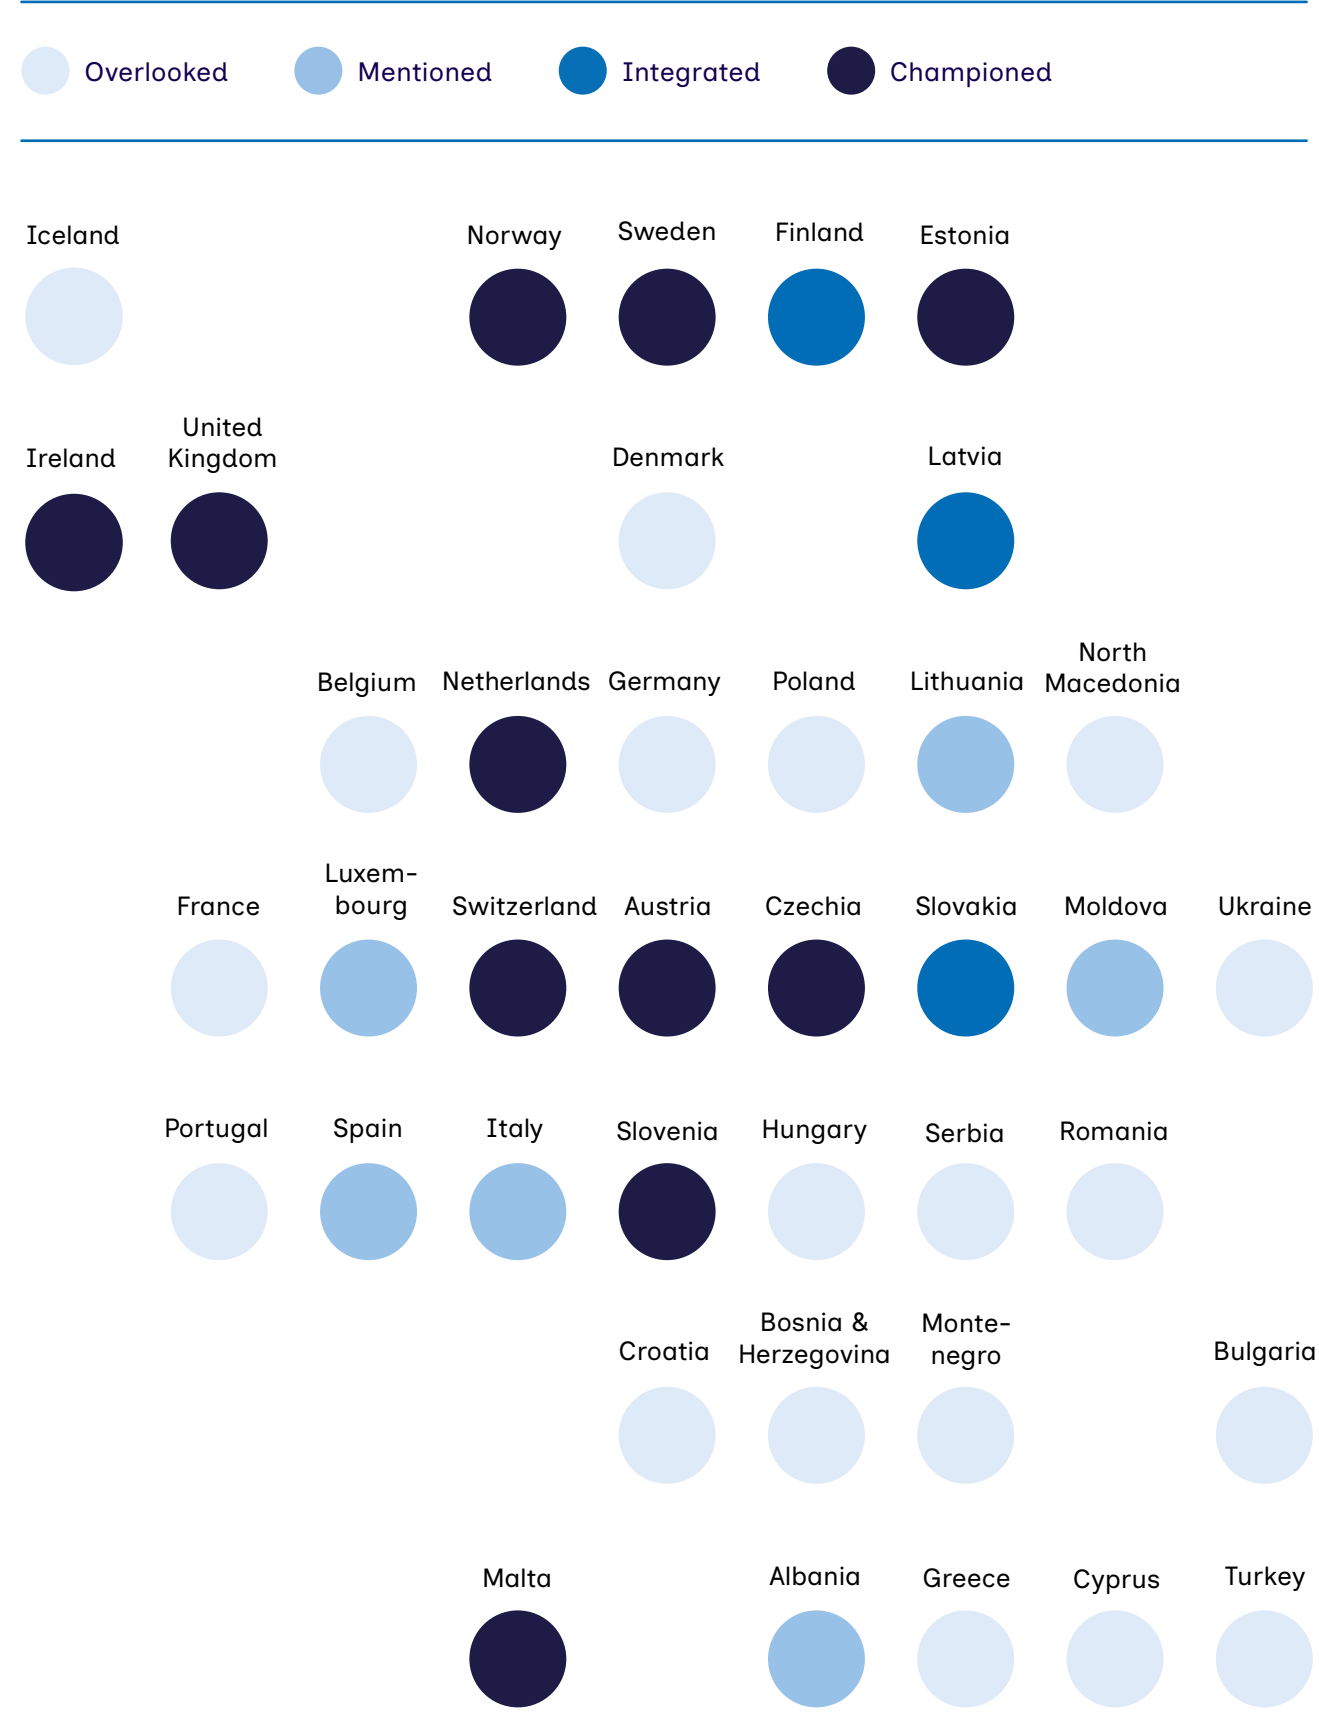 Overlooked
Mentioned
Integrated
Championed
Iceland
Norway
Sweden
Finland
Estonia
Ireland
United
Kingdom
Denmark
Latvia
Belgium
Netherlands
Germany
Poland
Lithuania
North
Macedonia
France
Luxem-
bourg
Switzerland
Austria
Czechia
Slovakia
Moldova
Ukraine
Portugal
Spain
Italy
Slovenia
Hungary
Serbia
Romania
Croatia
Bosnia &
Herzegovina
Monte-
negro
Bulgaria
Malta
Albania
Greece
Cyprus
Turkey